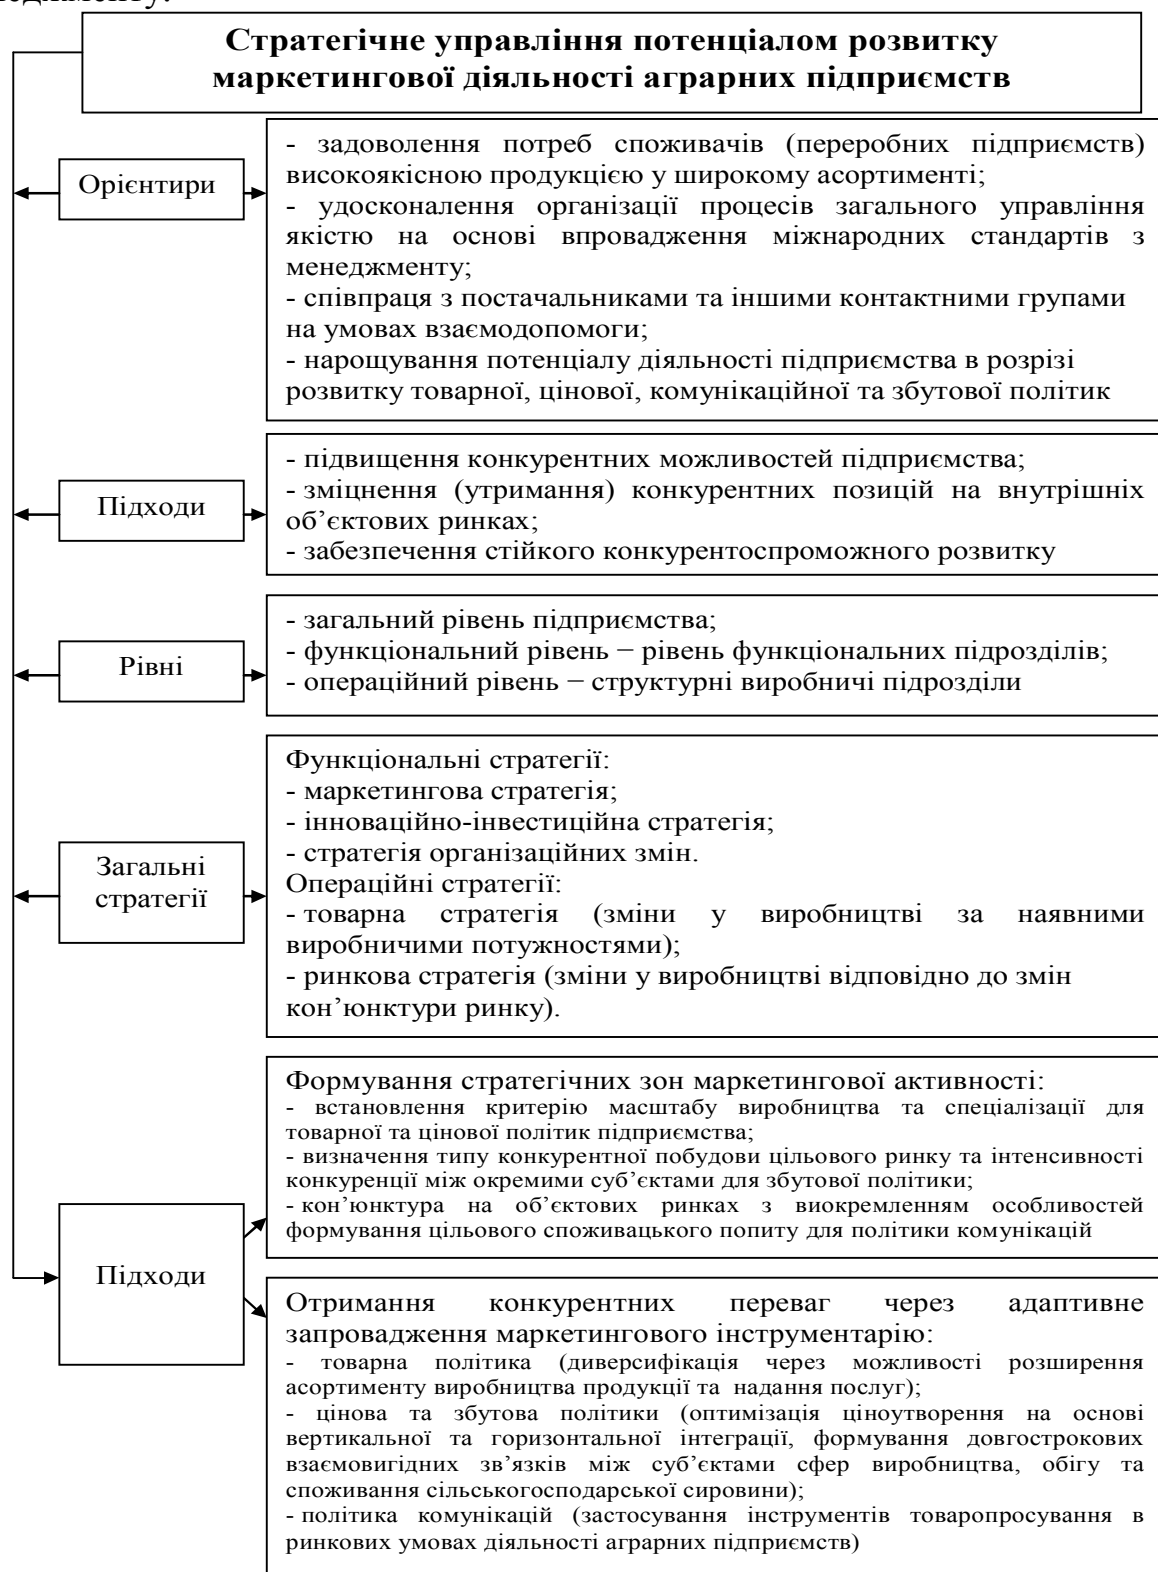 Стратегічне управління потенціалом розвитку
маркетингової діяльності аграрних підприємств
Орієнтири
- задоволення потреб споживачів (переробних підприємств)
високоякісною продукцією у широкому асортименті;
- удосконалення організації процесів загального управління
якістю на основі впровадження міжнародних стандартів з
менеджменту;
- співпраця з постачальниками та іншими контактними групами
на умовах взаємодопомоги;
- нарощування потенціалу діяльності підприємства в розрізі
розвитку товарної, цінової, комунікаційної та збутової політик
Підходи
- підвищення конкурентних можливостей підприємства;
- зміцнення (утримання) конкурентних позицій на внутрішніх
об’єктових ринках;
- забезпечення стійкого конкурентоспроможного розвитку
Рівні
- загальний рівень підприємства;
- функціональний рівень − рівень функціональних підрозділів;
- операційний рівень − структурні виробничі підрозділи
Загальні
стратегії
Функціональні стратегії:
- маркетингова стратегія;
- інноваційно-інвестиційна стратегія;
- стратегія організаційних змін.
Операційні стратегії:
- товарна стратегія (зміни у виробництві за наявними
виробничими потужностями);
- ринкова стратегія (зміни у виробництві відповідно до змін
кон’юнктури ринку).
Підходи
Формування стратегічних зон маркетингової активності:
- встановлення критерію масштабу виробництва та спеціалізації для
товарної та цінової політик підприємства;
- визначення типу конкурентної побудови цільового ринку та інтенсивності
конкуренції між окремими суб’єктами для збутової політики;
- кон’юнктура на об’єктових ринках з виокремленням особливостей
формування цільового споживацького попиту для політики комунікацій
Отримання конкурентних переваг через адаптивне
запровадження маркетингового інструментарію:
- товарна політика (диверсифікація через можливості розширення
асортименту виробництва продукції та надання послуг);
- цінова та збутова політики (оптимізація ціноутворення на основі
вертикальної та горизонтальної інтеграції, формування довгострокових
взаємовигідних зв’язків між суб’єктами сфер виробництва, обігу та
споживання сільськогосподарської сировини);
- політика комунікацій (застосування інструментів товаропросування в
ринкових умовах діяльності аграрних підприємств)